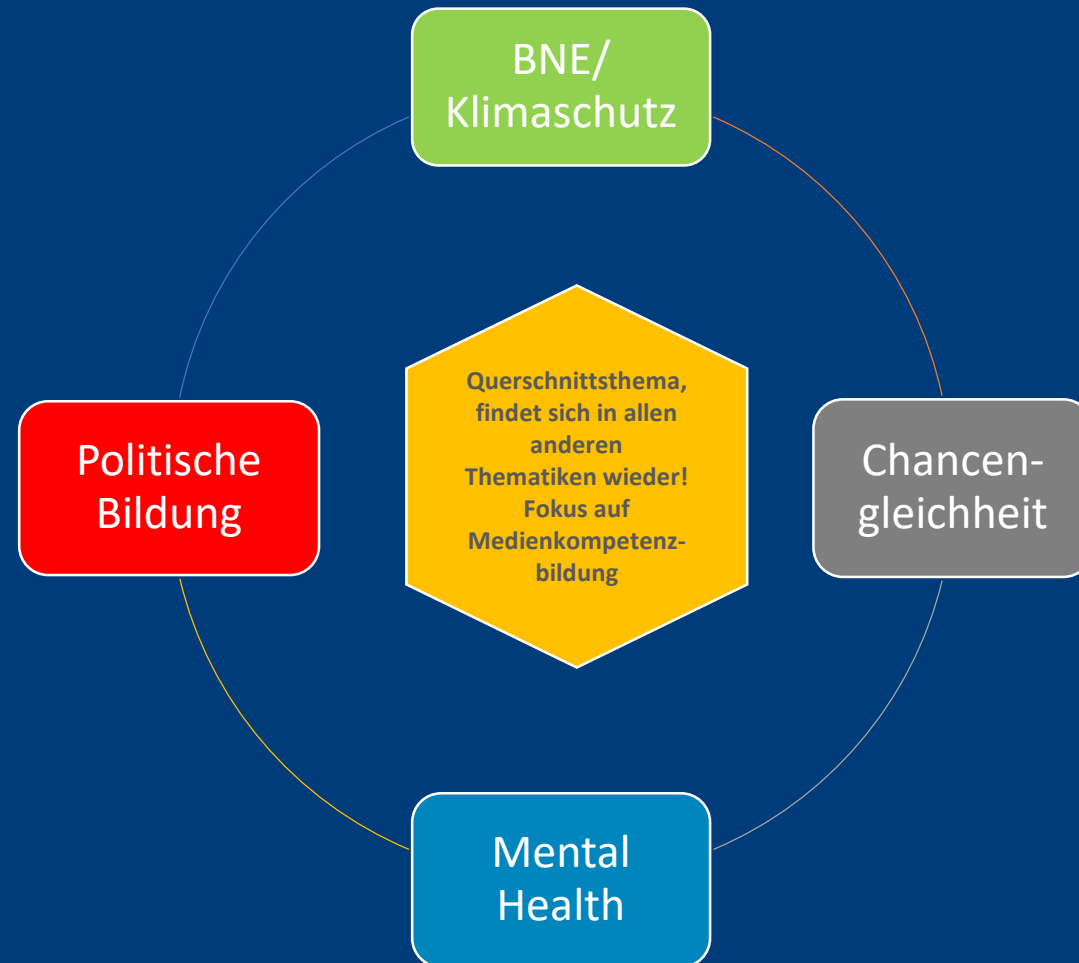 BNE/
Klimaschutz
Querschnittsthema,
findet sich in allen
anderen
Thematiken wieder!
Fokus auf
Medienkompetenz-
bildung
Politische
Bildung
Chancen-
gleichheit
Mental
Health